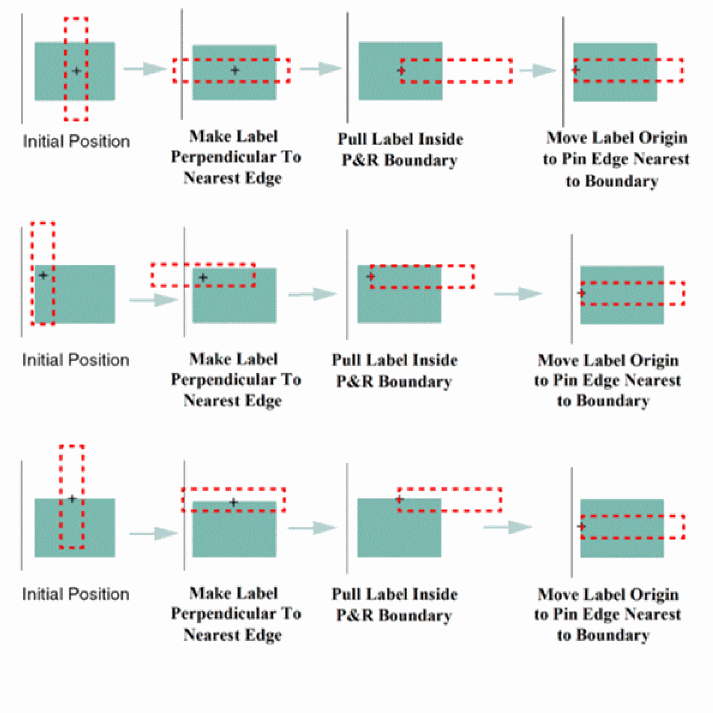 Initial Position
Make Label
Perpendicular To
Nearest Edge
Pull Label Inside
P&R Boundary
Move Label Origin
to Pin Edge Nearest
to Boundary
Initial Position
Make Label
Perpendicular To
Nearest Edge
Pull Label Inside
P&R Boundary
Move Label Origin
to Pin Edge Nearest
to Boundary
Initial Position
Make Label
Perpendicular To
Nearest Edge
Pull Label Inside
P&R Boundary
Move Label Origin
to Pin Edge Nearest
to Boundary